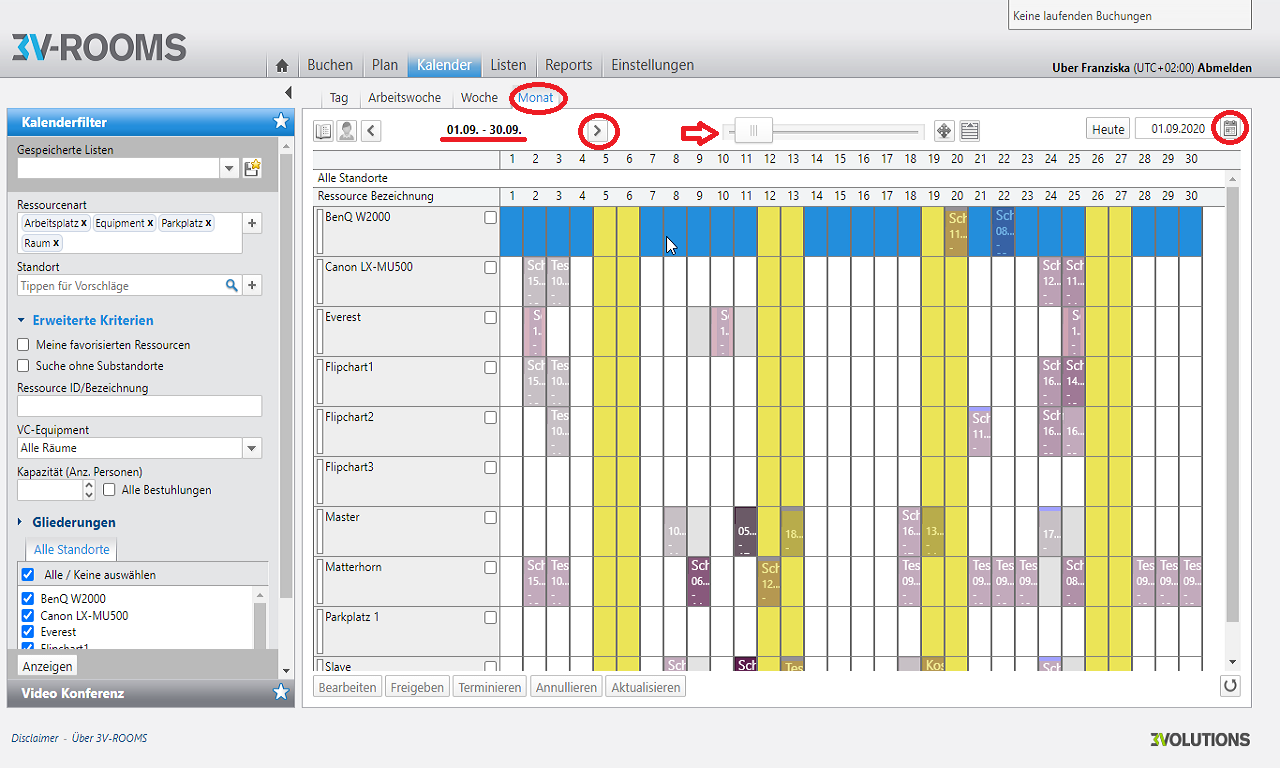 Keine laufenden Buchungen
3V-ROOMS
Buchen Plan Kalender Listen Reports Einstellungen
Uber Franziska (UTC+02:00) Abmelden
Tag Arbeitswoche Woche Monat
Kalenderfilter
Gespeicherte Listen
Ressourcenart
Arbeitsplatz x Equipment x Parkplatz x
Raum x
Standort
Tippen für Vorschläge
Erweiterte Kriterien
Meine favorisierten Ressourcen
Suche ohne Substandorte
Ressource ID/Bezeichnung
VC-Equipment
Alle Räume
Kapazität (Anz. Personen)
Alle Bestuhlungen
Gliederungen
Alle Standorte
Alle / Keine auswählen
BenQ W2000
Canon LX-MU500
Everest
Flipchart1
Anzeigen
Video Konferenz
01.09. - 30.09. Heute 01.09.2020
1 2 3 4 5 6 7 8 9 10 11 12 13 14 15 16 17 18 19 20 21 22 23 24 25 26 27 28 29 30
Alle Standorte
Ressource Bezeichnung 1 2 3 4 5 6 7 8 9 10 11 12 13 14 15 16 17 18 19 20 21 22 23 24 25 26 27 28 29 30
BenQ W2000 Sch Sch
11... 08...
- -
Canon LX-MU500 Sch Tes Sch Sch
15... 10... 12... 11...
- - - -
Everest S S S
1. 1. 1.
- - -
Flipchart1 Sch Tes Sch Sch
15... 10... 16... 14...
- - - -
Flipchart2 Tes Sch Sch
10... 11... 16... 16...
- - - -
Flipchart3
Master Sch
10... 05... 18... 16... 13... 17...
- - - - - -
Matterhorn Sch Tes Sch Sch Tes Tes Tes Tes Sch Tes Tes Tes
15... 10... 06... 12... 09... 09... 09... 09... 08... 09... 09... 09...
- - - - - - - - - - - -
Parkplatz 1
Slave Sch Sch Tes Kos Sch
Bearbeiten Freigeben Terminieren Annullieren Aktualisieren
Disclaimer - Über 3V-ROOMS
3VOLUTIONS